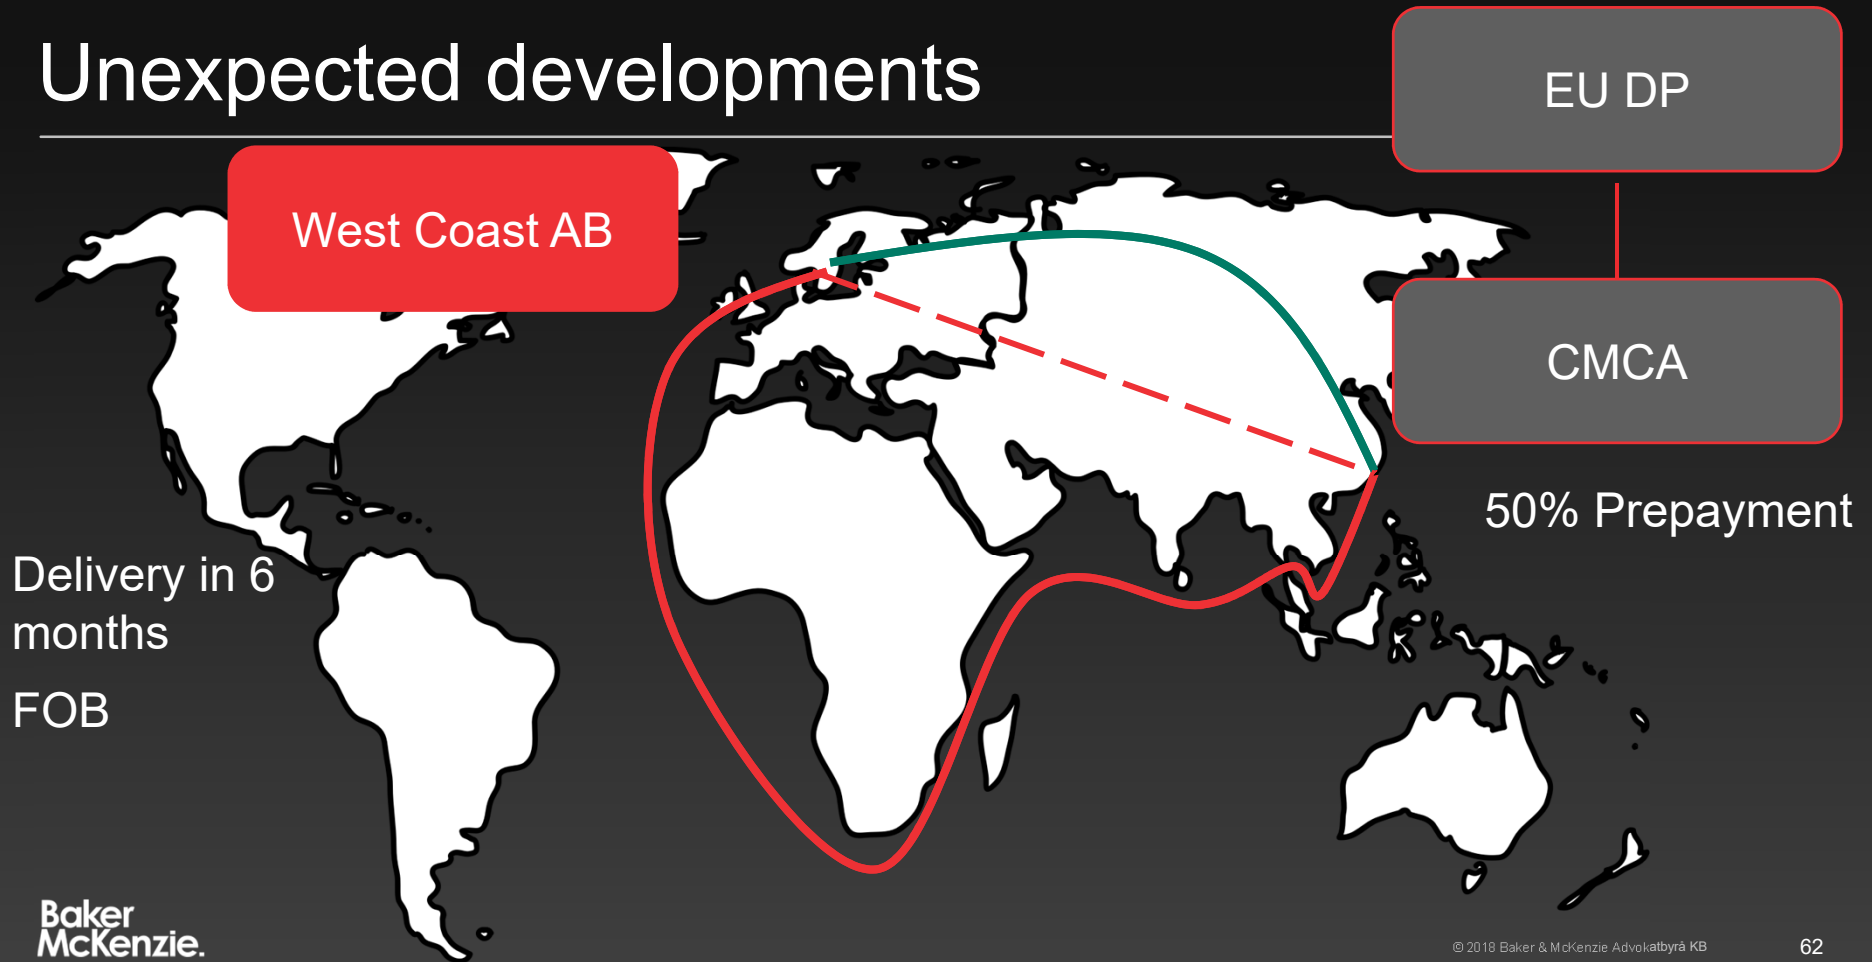 Unexpected developments
EU DP
West Coast AB
CMCA
50% Prepayment
Delivery in 6
months
FOB
Baker
McKenzie.
© 2018 Baker & McKenzie Advokatbyrå KB
62